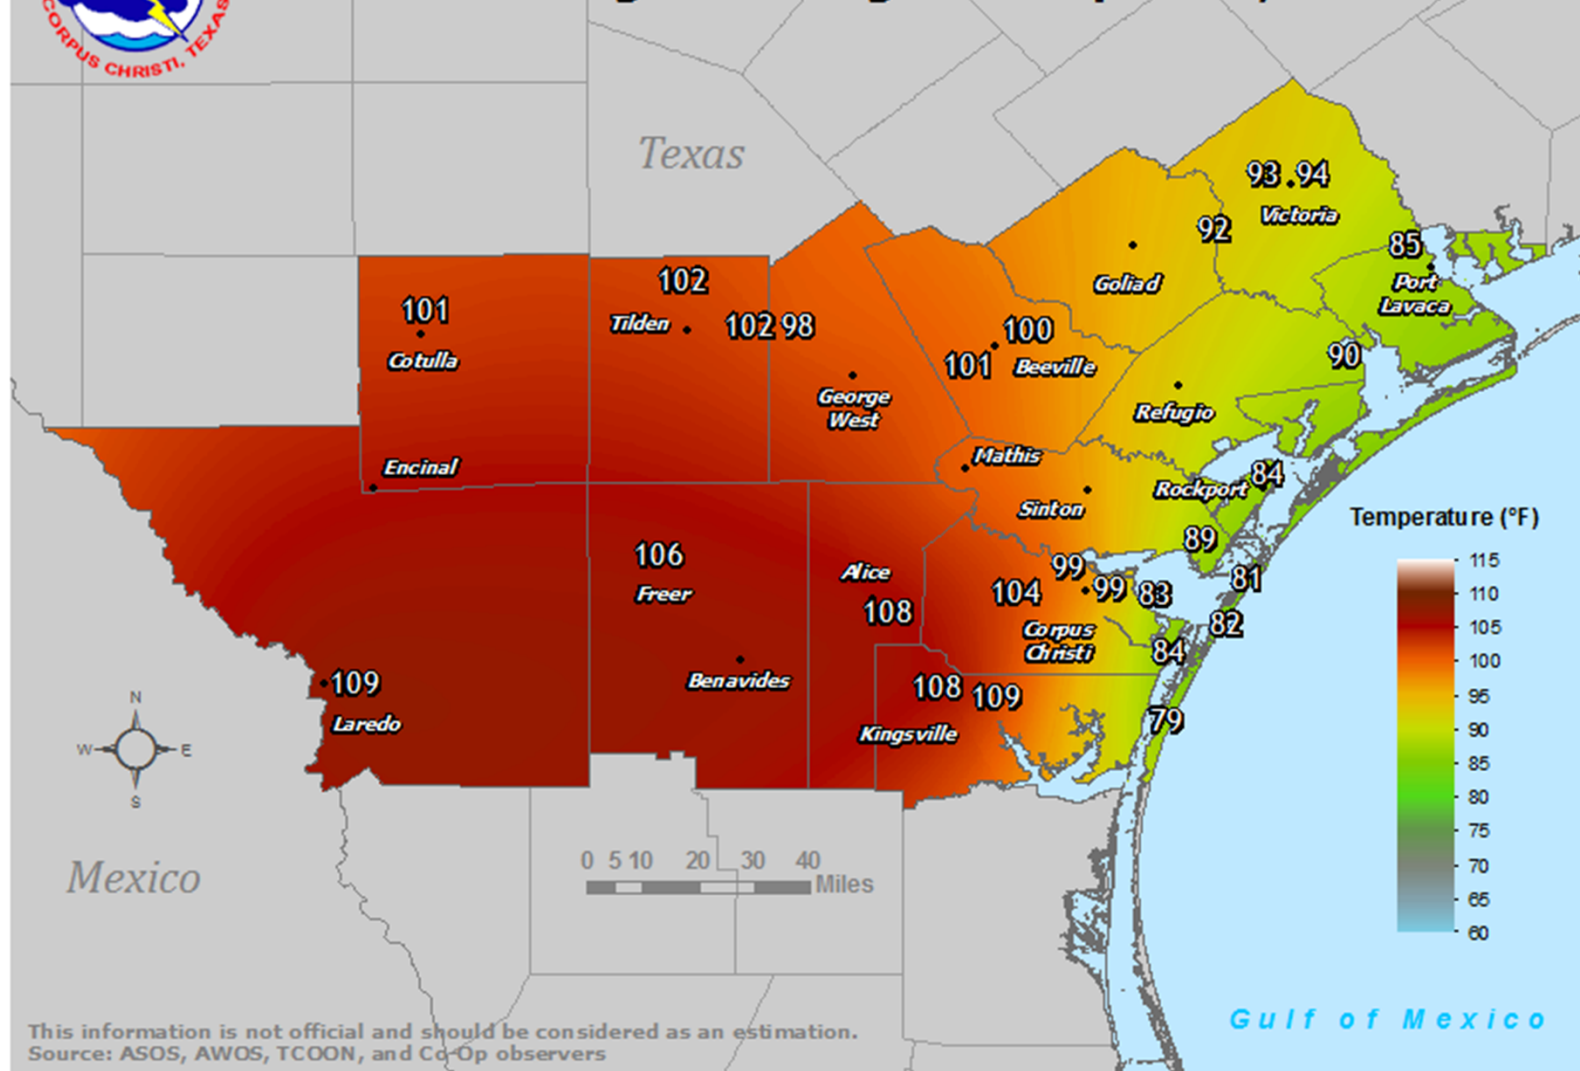 CORPUS CHRISTI, TEXAS
Texas
93 94
Victoria
92
85
Port
Lavaca
Goliad
102
101
Tilden
102 98
Cotulla
100
101
Beeville
90
George
West
Refugio
Mathis
Encinal
84
Rockport
Sinton
Temperature (°F)
115
110
105
100
95
90
85
80
75
70
65
60
89
106
Freer
Alice
108
99
104
99
83
81
82
Corpus
Christi
84
109
Laredo
Benavides
108
109
79
Kingsville
N
W
E
S
0 5 10 20 30 40
Miles
Mexico
Gulf of Mexico
This information is not official and should be considered as an estimation.
Source: ASOS, AWOS, TCOON, and Co-Op observers